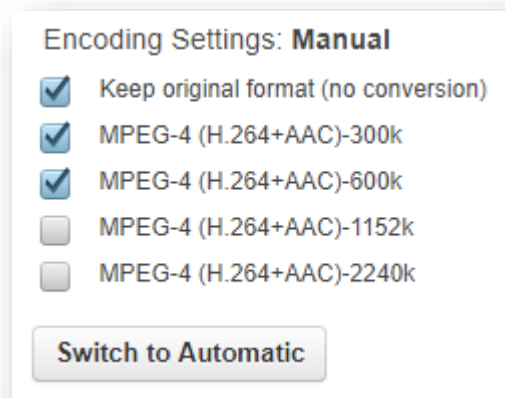 Encoding Settings: Manual
Keep original format (no conversion)
MPEG-4 (H.264+AAC)-300k
MPEG-4 (H.264+AAC)-600k
MPEG-4 (H.264+AAC)-1152k
MPEG-4 (H.264+AAC)-2240k
Switch to Automatic